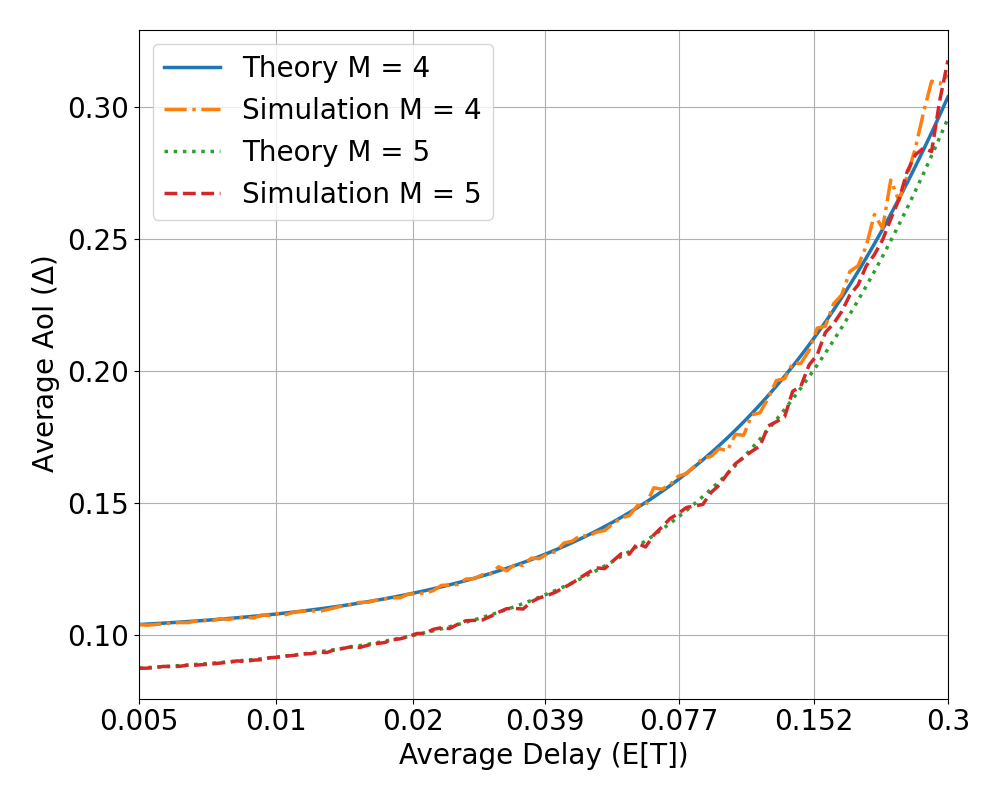 Theory M = 4
Simulation M = 4
Theory M = 5
Simulation M = 5
0.30
0.25
0.20
0.15
0.10
Average AoI (Δ)
0.005 0.01 0.02 0.039 0.077 0.152 0.3
Average Delay (E[T])